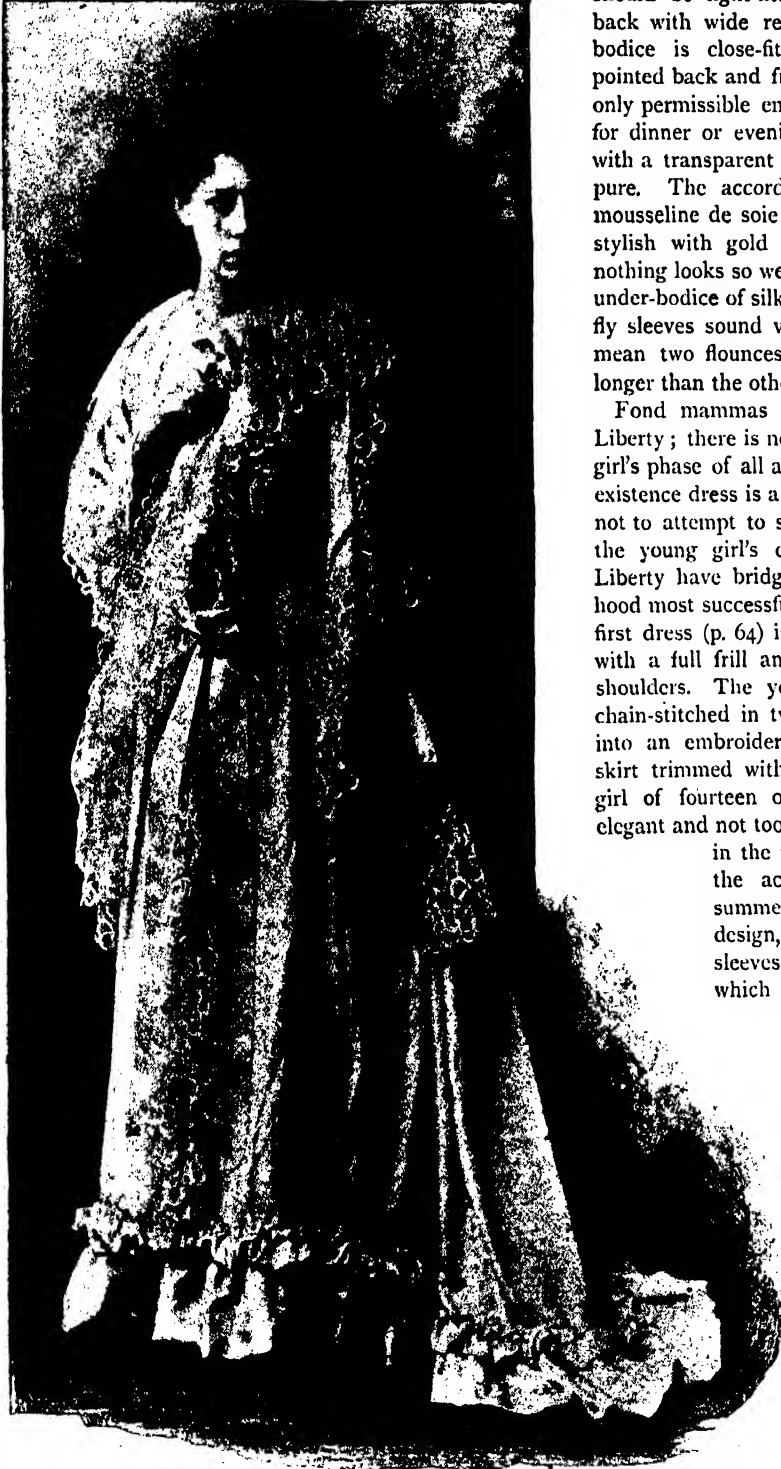 back with wide re
bodice is close-fit
pointed back and f
only permissible en
for dinner or eveni
with a transparent
pure. The accord
mousseline de soie
stylish with gold
nothing looks so we
under-bodice of silk
fly sleeves sound v
mean two flounces
longer than the oth
Fond mammas
Liberty ; there is n
girl's phase of all a
existence dress is a
not to attempt to s
the young girl's c
Liberty have bridg
hood most successf
first dress (p. 64) i
with a full frill an
shoulders. The y
chain-stitched in t
into an embroider
skirt trimmed with
girl of fourteen o
elegant and not too
in the
the ac
summe
design,
sleeves
which